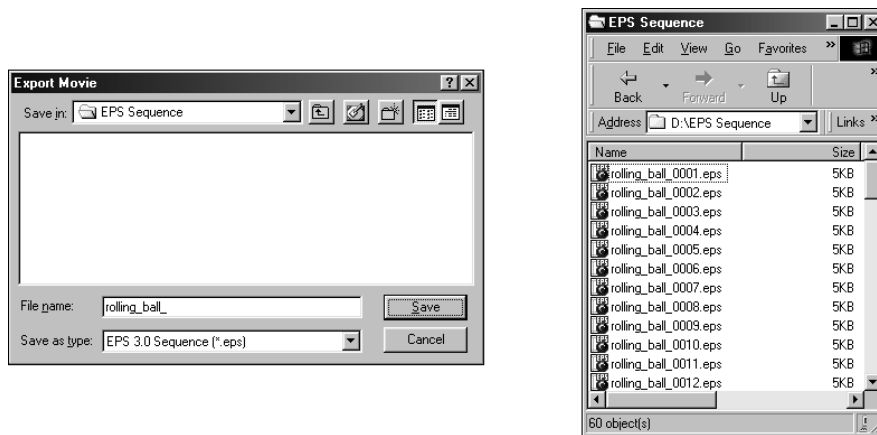 Export Movie
Save in: EPS Sequence
File name: rolling_ball_
Save
Save as type: EPS 3.0 Sequence (*.eps)
Cancel
EPS Sequence
File Edit View Go Favorites »
Back Forward Up »
Address D:\EPS Sequence Links »
Name Size
rolling_ball_0001.eps 5KB
rolling_ball_0002.eps 5KB
rolling_ball_0003.eps 5KB
rolling_ball_0004.eps 5KB
rolling_ball_0005.eps 5KB
rolling_ball_0006.eps 5KB
rolling_ball_0007.eps 5KB
rolling_ball_0008.eps 5KB
rolling_ball_0009.eps 5KB
rolling_ball_0010.eps 5KB
rolling_ball_0011.eps 5KB
rolling_ball_0012.eps 5KB
60 object(s)